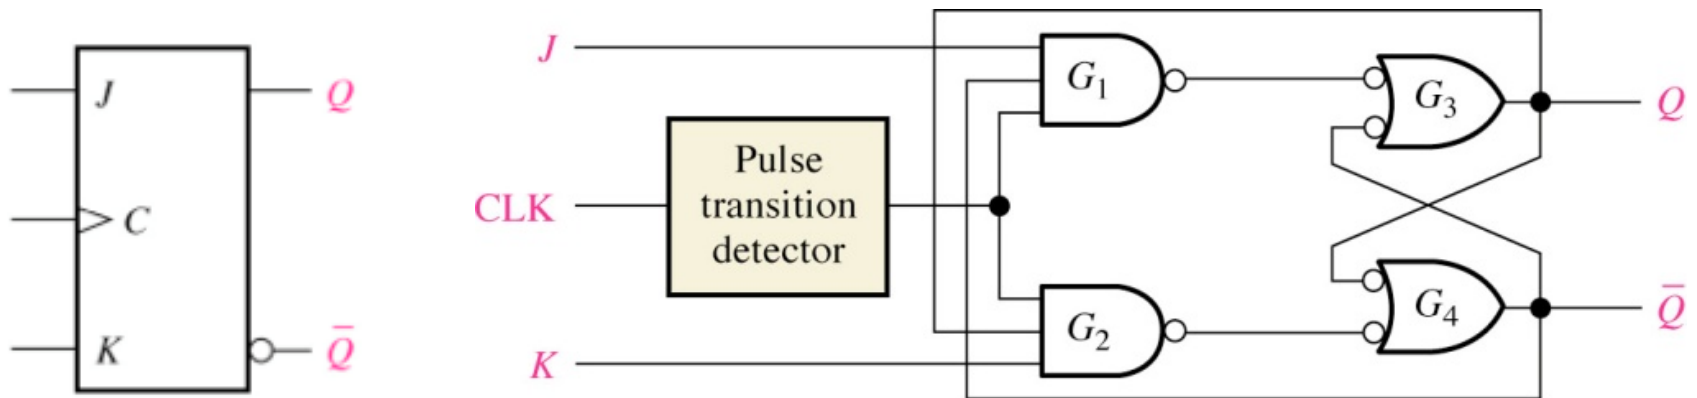 J
Q
C
K
Q̅
J
CLK
K
Pulse
transition
detector
G₁
G₂
G₃
G₄
Q
Q̅